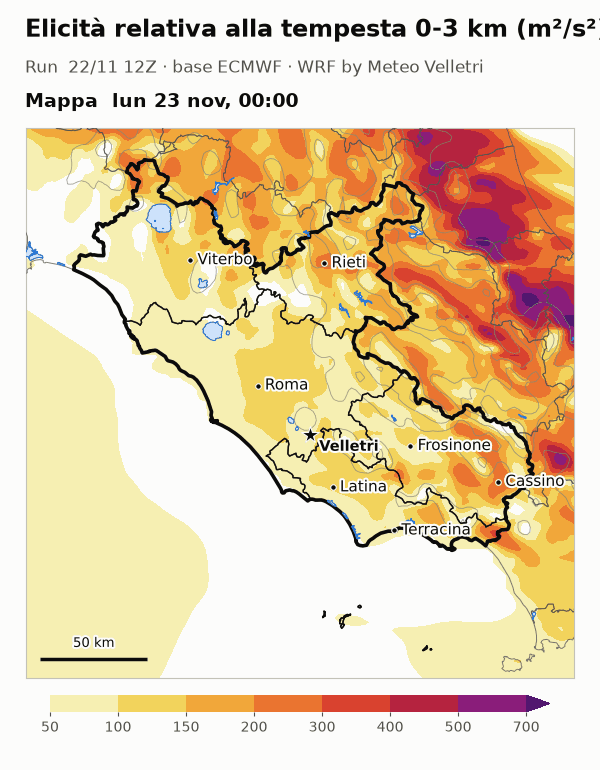 Elicità relativa alla tempesta 0-3 km (m²/s²)
Run 22/11 12Z · base ECMWF · WRF by Meteo Velletri
Mappa lun 23 nov, 00:00
Viterbo
Rieti
Roma
Velletri
Frosinone
Cassino
Latina
Terracina
50 km
50 100 150 200 300 400 500 700